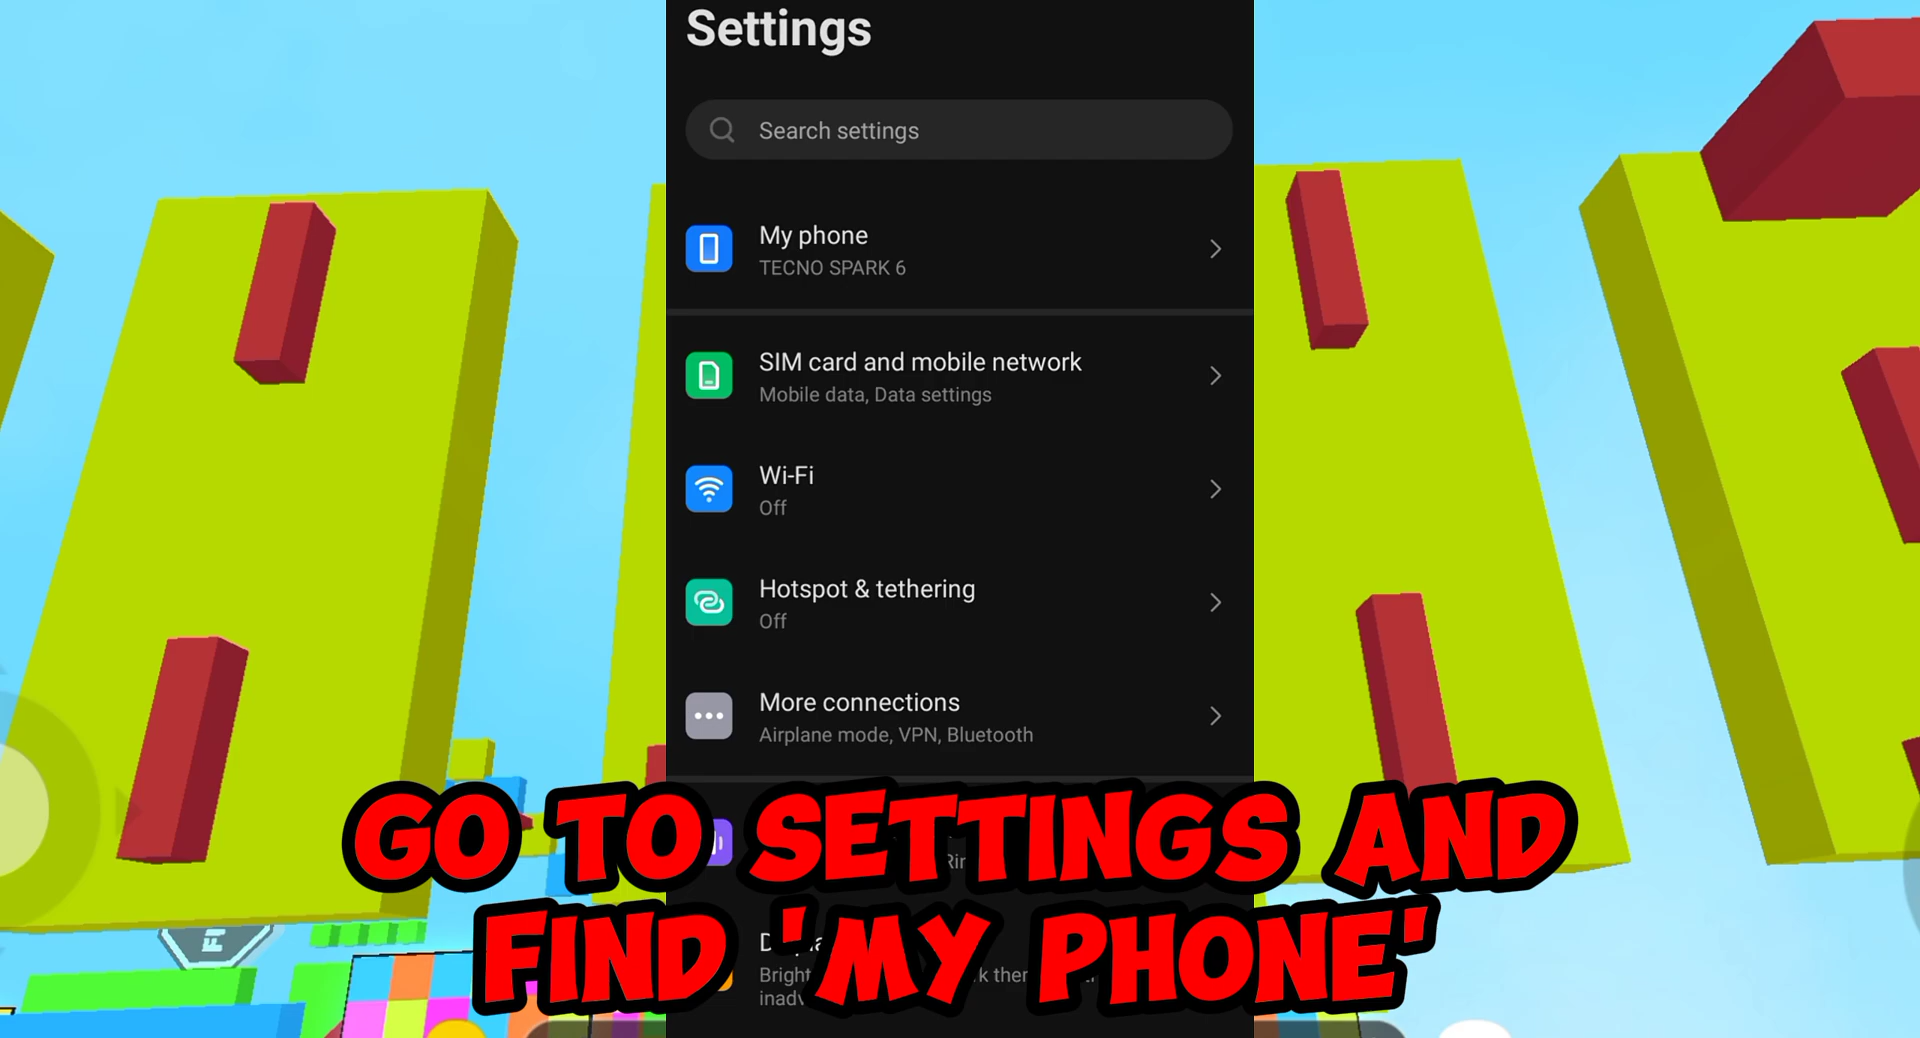 Settings
Search settings
My phone
TECNO SPARK 6
SIM card and mobile network
Mobile data, Data settings
Wi-Fi
Off
Hotspot & tethering
Off
More connections
Airplane mode, VPN, Bluetooth
GO TO SETTINGS AND
FIND 'MY PHONE'